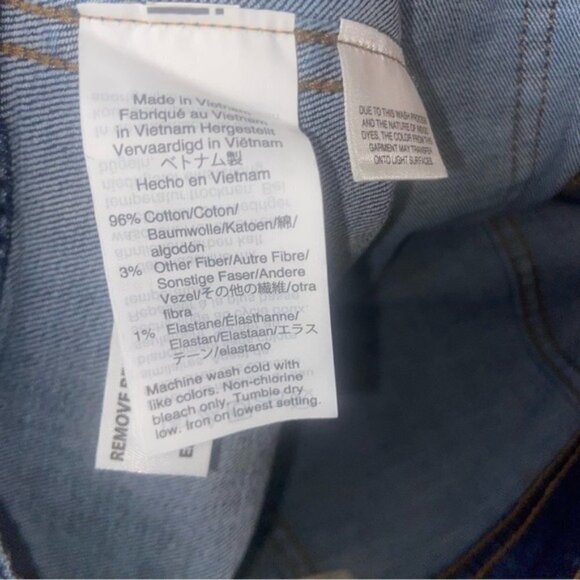 Made in Vietnam
Fabriqué au Vietnam
in Vietnam Hergestellt
Vervaardigd in Viëtnam
ベトナム製
Hecho en Vietnam
96% Cotton/Coton/
Baumwolle/Katoen/綿/
algodón
3% Other Fiber/Autre Fibre/
Sonstige Faser/Andere
Vezel/その他の繊維/otra
fibra
1% Elastane/Élasthanne/
Elastan/Elastaan/エラス
テーン/elastano
Machine wash cold with
like colors. Non-chlorine
bleach only. Tumble dry
low. Iron on lowest setting.
REMOVE
DUE TO THIS WASH PROCESS
AND THE NATURE OF INDIGO
DYES, THE COLOR FROM THIS
GARMENT MAY TRANSFER
ONTO LIGHT SURFACES.